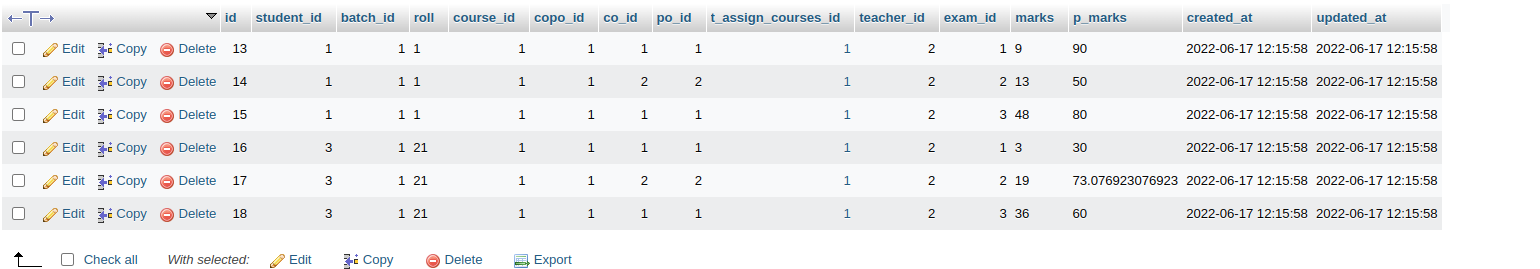 id student_id batch_id roll course_id copo_id co_id po_id t_assign_courses_id teacher_id exam_id marks p_marks created_at updated_at
Edit Copy Delete 13 1 1 1 1 1 1 1 1 2 1 9 90 2022-06-17 12:15:58 2022-06-17 12:15:58
Edit Copy Delete 14 1 1 1 1 1 2 2 1 2 2 13 50 2022-06-17 12:15:58 2022-06-17 12:15:58
Edit Copy Delete 15 1 1 1 1 1 1 1 1 2 3 48 80 2022-06-17 12:15:58 2022-06-17 12:15:58
Edit Copy Delete 16 3 1 21 1 1 1 1 1 2 1 3 30 2022-06-17 12:15:58 2022-06-17 12:15:58
Edit Copy Delete 17 3 1 21 1 1 2 2 1 2 2 19 73.076923076923 2022-06-17 12:15:58 2022-06-17 12:15:58
Edit Copy Delete 18 3 1 21 1 1 1 1 1 2 3 36 60 2022-06-17 12:15:58 2022-06-17 12:15:58
Check all With selected: Edit Copy Delete Export